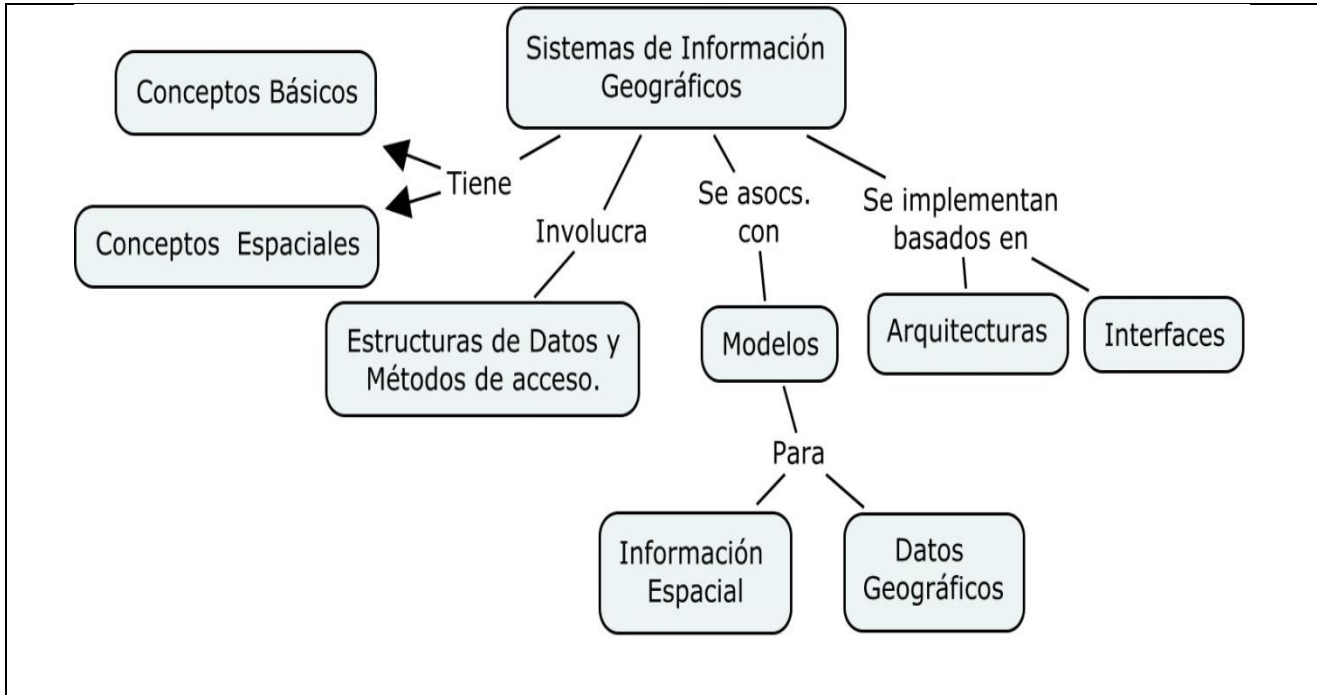 Sistemas de Información
Geográficos
Conceptos Básicos
Tiene
Conceptos Espaciales
Involucra
Estructuras de Datos y
Métodos de acceso.
Se asocs.
con
Modelos
Se implementan
basados en
Arquitecturas
Interfaces
Para
Información
Espacial
Datos
Geográficos